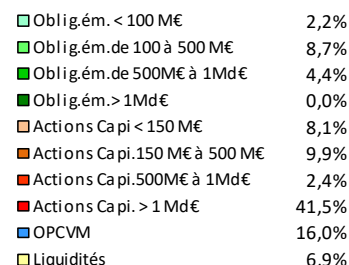 Oblig.ém. < 100 M€ 2,2%
Oblig.ém.de 100 à 500 M€ 8,7%
Oblig.ém.de 500M€ à 1Md€ 4,4%
Oblig.ém.> 1Md€ 0,0%
Actions Capi < 150 M€ 8,1%
Actions Capi.150 M€ à 500 M€ 9,9%
Actions Capi.500M€ à 1Md€ 2,4%
Actions Capi. > 1 Md€ 41,5%
OPCVM 16,0%
Liquidités 6,9%